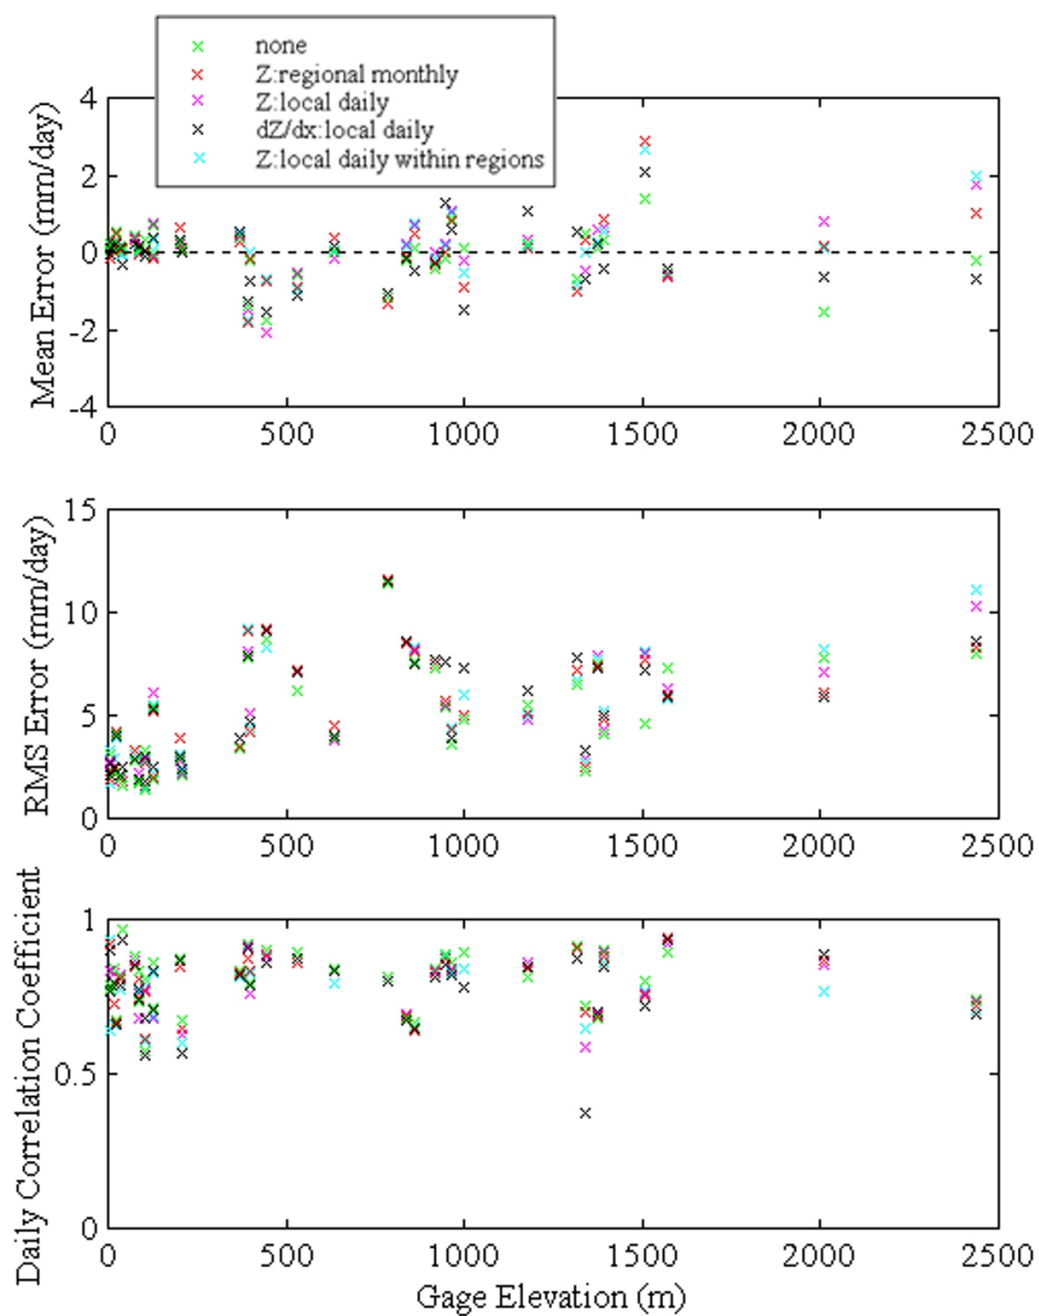 none
Z:regional monthly
Z:local daily
dZ/dx:local daily
Z:local daily within regions
Mean Error (mm/day)
4
2
0
-2
-4
0 500 1000 1500 2000 2500
RMS Error (mm/day)
15
10
5
0
0 500 1000 1500 2000 2500
Daily Correlation Coefficient
1
0.5
0
0 500 1000 1500 2000 2500
Gage Elevation (m)